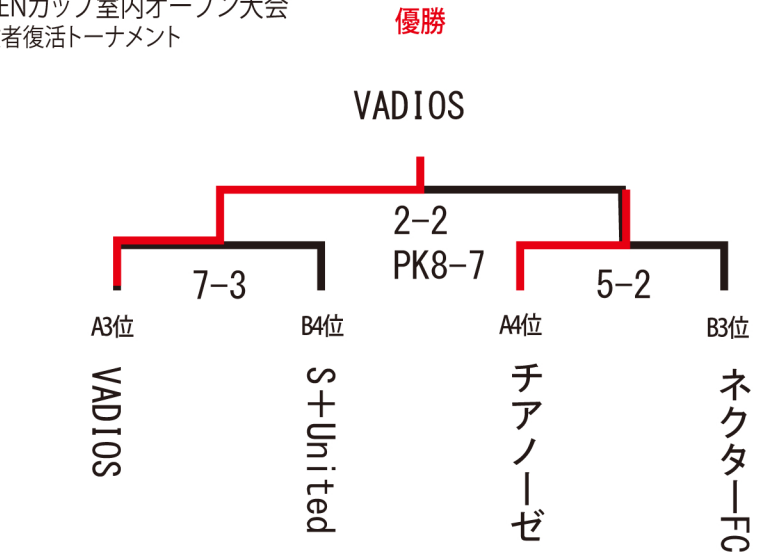 ENカップ室内オープン大会
者復活トーナメント
優勝
VADIOS
2-2
PK8-7
7-3
5-2
A3位
B4位
A4位
B3位
VADIOS
S+United
チアノーゼ
ネクターFC